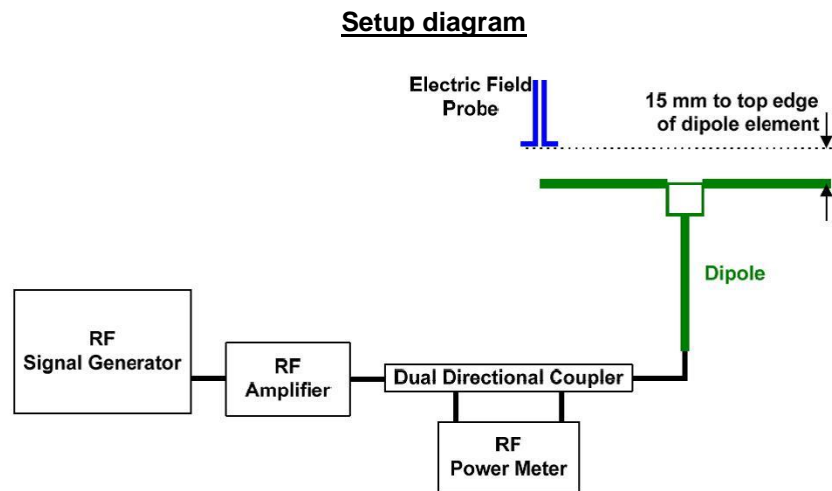 Setup diagram
Electric Field
Probe
15 mm to top edge
of dipole element
Dipole
RF
Signal Generator
RF
Amplifier
Dual Directional Coupler
RF
Power Meter